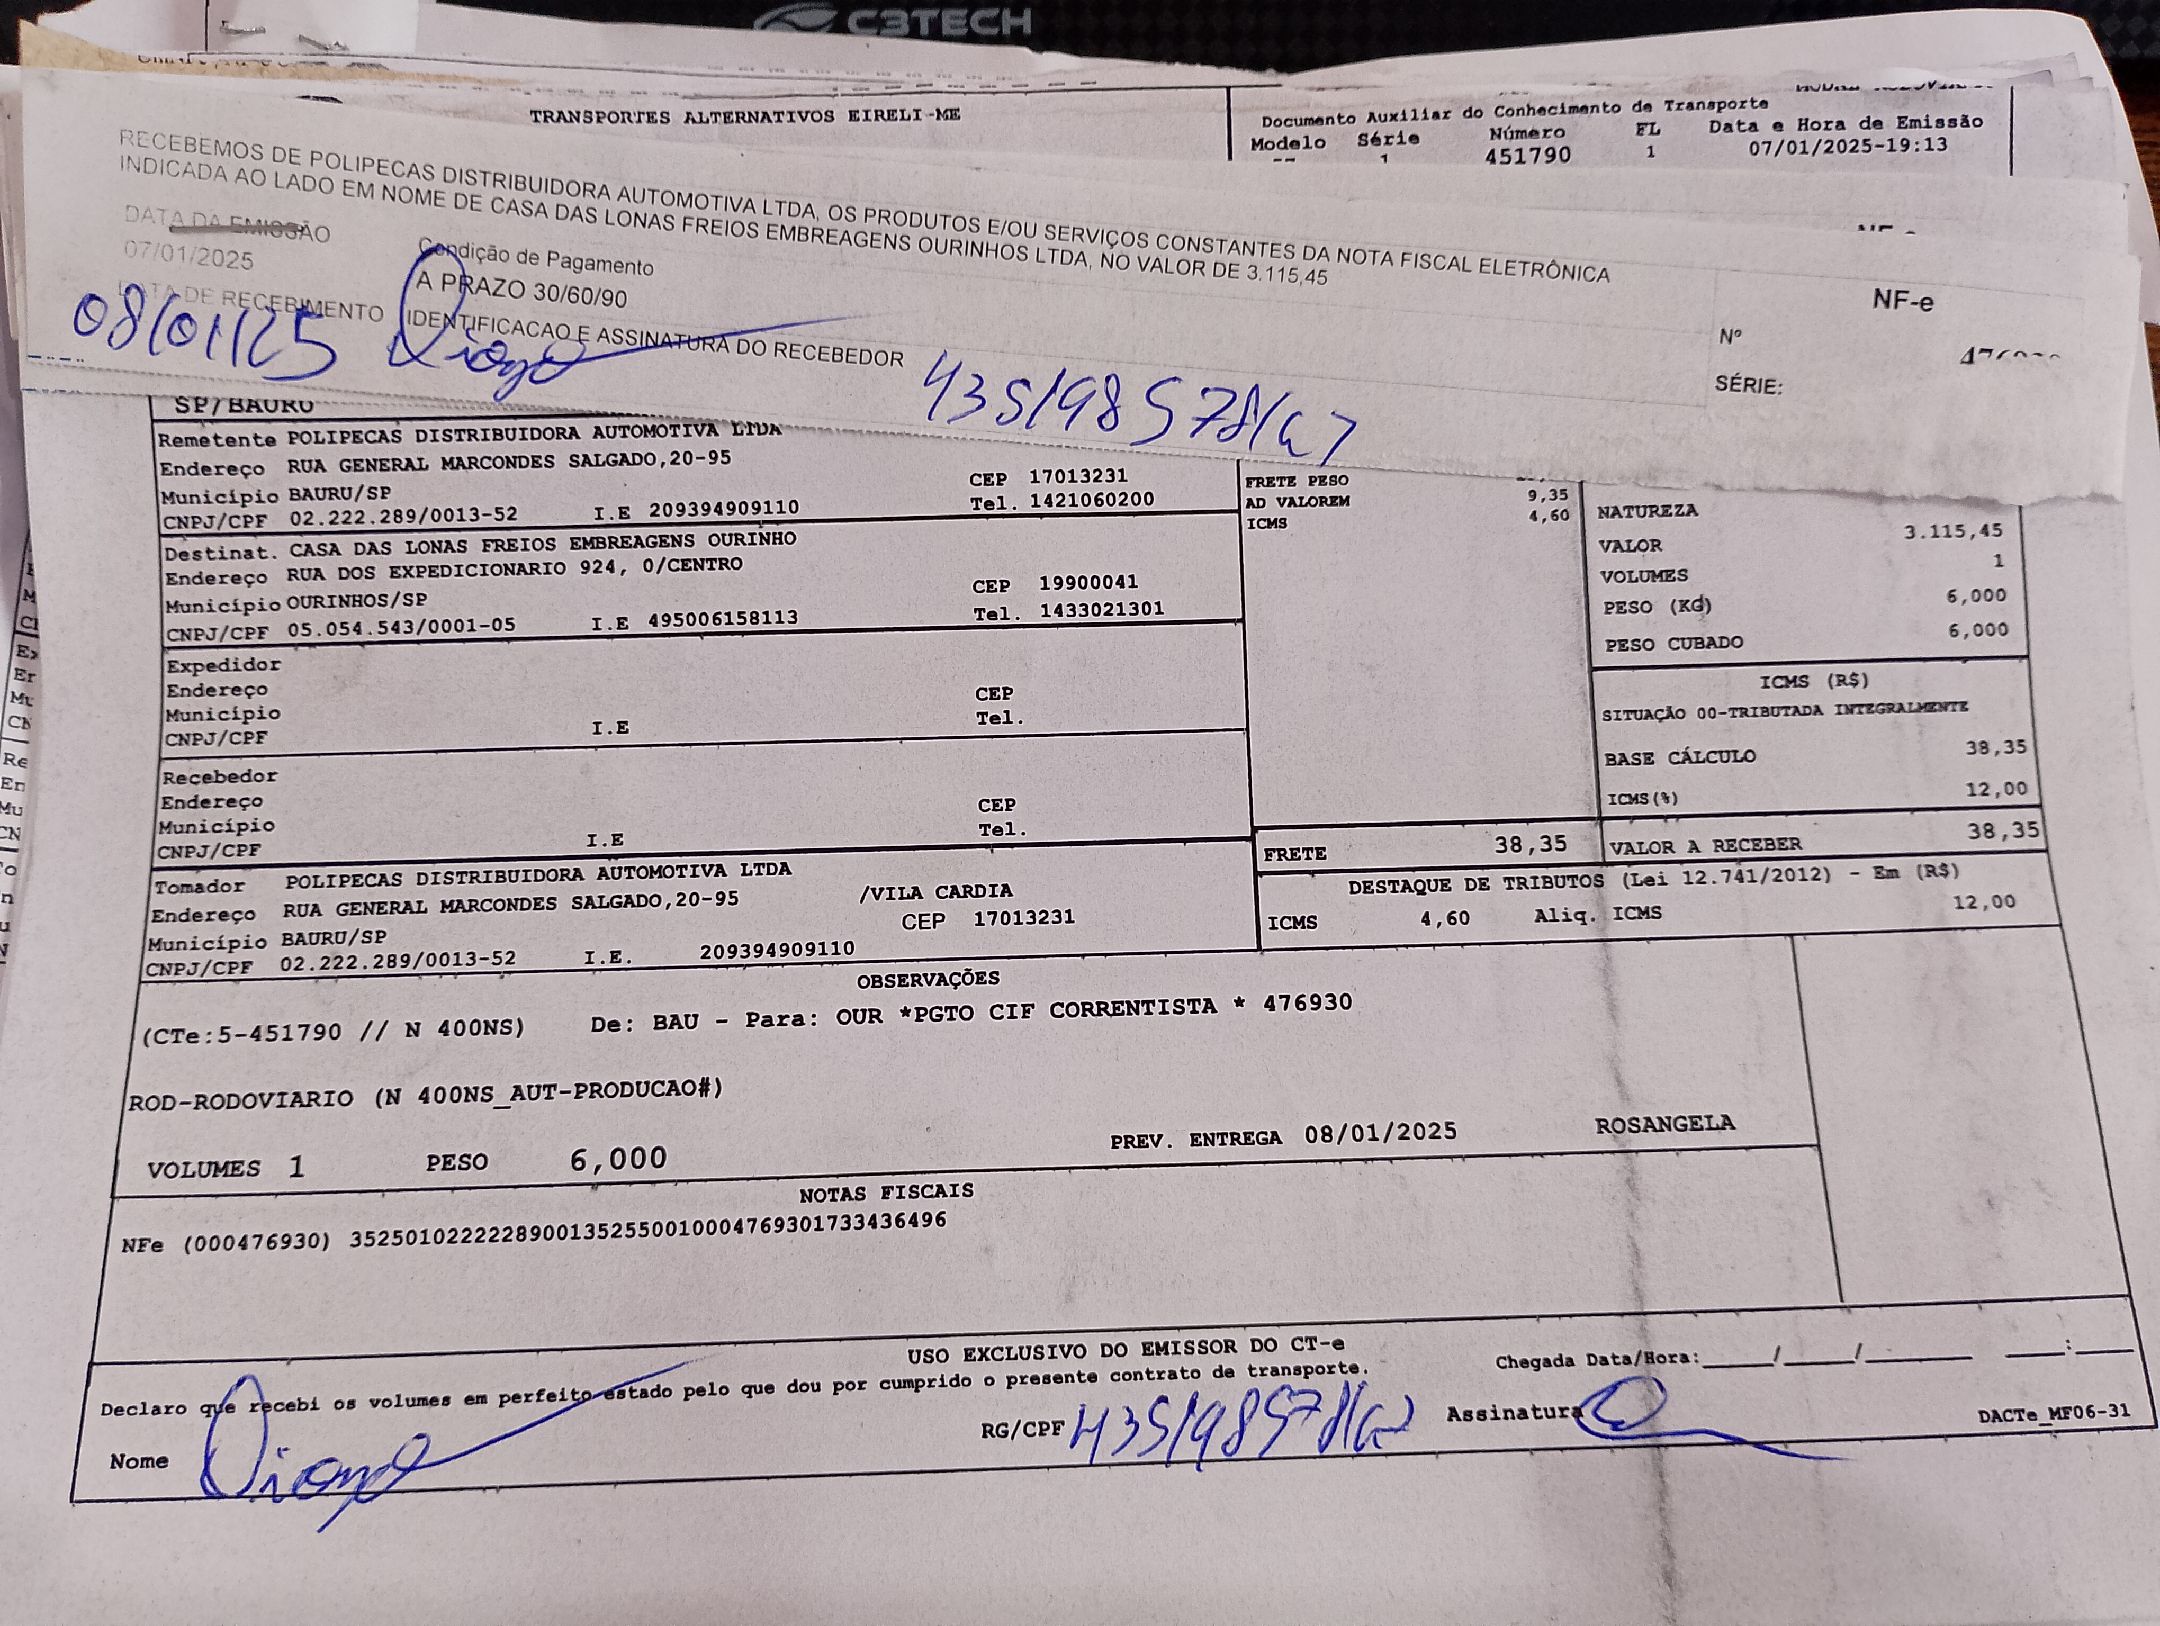 C3TECH
TRANSPORTES ALTERNATIVOS EIRELI-ME
Documento Auxiliar do Conhecimento de Transporte
Modelo Série Número FL Data e Hora de Emissão
1 451790 1 07/01/2025-19:13
RECEBEMOS DE POLIPECAS DISTRIBUIDORA AUTOMOTIVA LTDA, OS PRODUTOS E/OU SERVIÇOS CONSTANTES DA NOTA FISCAL ELETRÔNICA
INDICADA AO LADO EM NOME DE CASA DAS LONAS FREIOS EMBREAGENS OURINHOS LTDA, NO VALOR DE 3.115,45
DATA DA EMISSÃO
07/01/2025
Condição de Pagamento
A PRAZO 30/60/90
DATA DE RECEBIMENTO IDENTIFICACAO E ASSINATURA DO RECEBEDOR
08/01/25 Diogo
NF-e
Nº
SÉRIE:
SP/BAURU
Remetente POLIPECAS DISTRIBUIDORA AUTOMOTIVA LTDA
Endereço RUA GENERAL MARCONDES SALGADO,20-95
Município BAURU/SP CEP 17013231
CNPJ/CPF 02.222.289/0013-52 I.E 209394909110 Tel. 1421060200
Destinat. CASA DAS LONAS FREIOS EMBREAGENS OURINHO
Endereço RUA DOS EXPEDICIONARIO 924, 0/CENTRO
Município OURINHOS/SP CEP 19900041
CNPJ/CPF 05.054.543/0001-05 I.E 495006158113 Tel. 1433021301
Expedidor
Endereço
Município CEP
CNPJ/CPF I.E Tel.
Recebedor
Endereço
Município CEP
CNPJ/CPF I.E Tel.
Tomador POLIPECAS DISTRIBUIDORA AUTOMOTIVA LTDA
Endereço RUA GENERAL MARCONDES SALGADO,20-95 /VILA CARDIA
Município BAURU/SP CEP 17013231
CNPJ/CPF 02.222.289/0013-52 I.E. 209394909110
FRETE PESO
AD VALOREM 9,35
ICMS 4,60
NATUREZA
VALOR 3.115,45
VOLUMES 1
PESO (KG) 6,000
PESO CUBADO 6,000
ICMS (R$)
SITUAÇÃO 00-TRIBUTADA INTEGRALMENTE
BASE CÁLCULO 38,35
ICMS(%) 12,00
FRETE 38,35 VALOR A RECEBER 38,35
DESTAQUE DE TRIBUTOS (Lei 12.741/2012) - Em (R$)
ICMS 4,60 Aliq. ICMS 12,00
OBSERVAÇÕES
(CTe:5-451790 // N 400NS) De: BAU - Para: OUR *PGTO CIF CORRENTISTA * 476930
ROD-RODOVIARIO (N 400NS_AUT-PRODUCAO#)
VOLUMES 1 PESO 6,000 PREV. ENTREGA 08/01/2025 ROSANGELA
NOTAS FISCAIS
NFe (000476930) 35250102222289001352550010004769301733436496
USO EXCLUSIVO DO EMISSOR DO CT-e
Declaro que recebi os volumes em perfeito estado pelo que dou por cumprido o presente contrato de transporte.
Chegada Data/Hora:_____/_____/________ ____:____
Nome Diogo RG/CPF Assinatura
DACTe_MF06-31